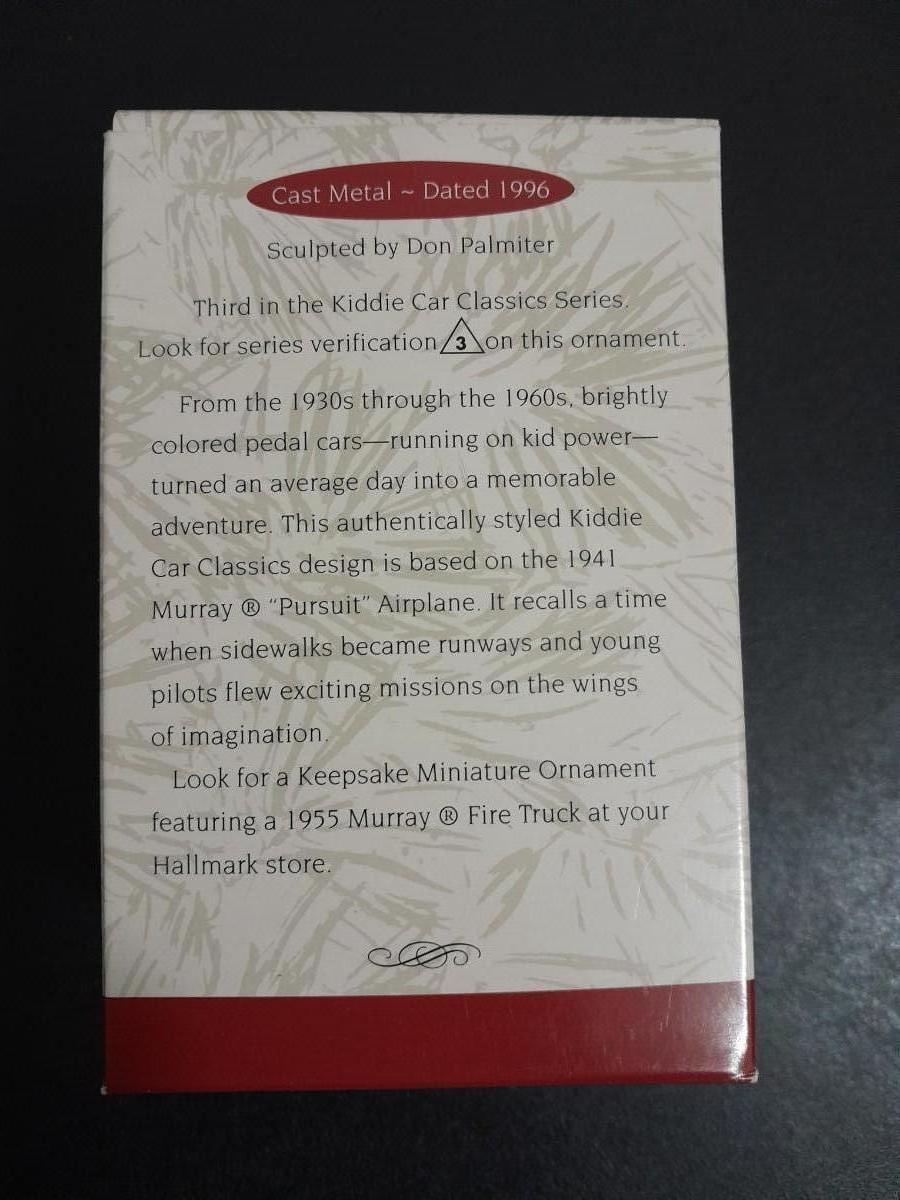 Cast Metal ~ Dated 1996
Sculpted by Don Palmiter
Third in the Kiddie Car Classics Series.
Look for series verification 3 on this ornament.
From the 1930s through the 1960s, brightly
colored pedal cars—running on kid power—
turned an average day into a memorable
adventure. This authentically styled Kiddie
Car Classics design is based on the 1941
Murray ® “Pursuit” Airplane. It recalls a time
when sidewalks became runways and young
pilots flew exciting missions on the wings
of imagination.
Look for a Keepsake Miniature Ornament
featuring a 1955 Murray ® Fire Truck at your
Hallmark store.